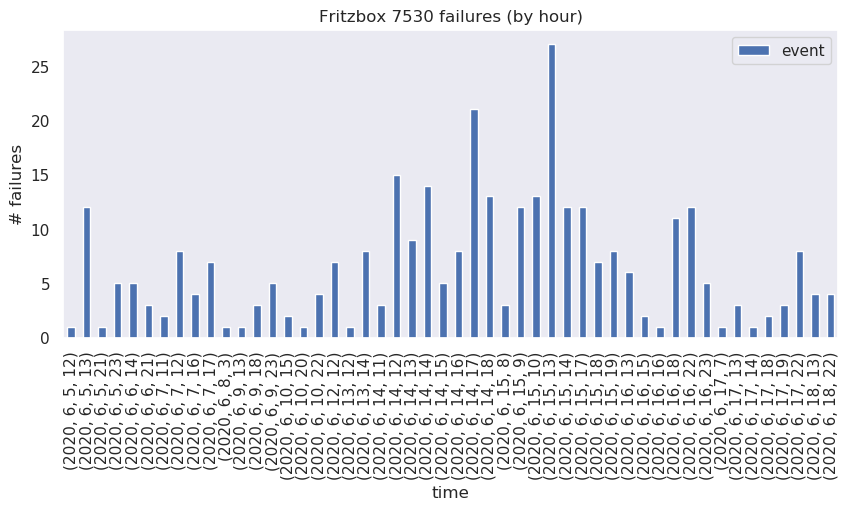 Fritzbox 7530 failures (by hour)
event
# failures
25
20
15
10
5
0
(2020, 6, 5, 12)
(2020, 6, 5, 13)
(2020, 6, 5, 21)
(2020, 6, 5, 23)
(2020, 6, 6, 14)
(2020, 6, 6, 21)
(2020, 6, 7, 11)
(2020, 6, 7, 12)
(2020, 6, 7, 16)
(2020, 6, 7, 17)
(2020, 6, 8, 3)
(2020, 6, 9, 13)
(2020, 6, 9, 18)
(2020, 6, 9, 23)
(2020, 6, 10, 15)
(2020, 6, 10, 20)
(2020, 6, 10, 22)
(2020, 6, 12, 12)
(2020, 6, 13, 12)
(2020, 6, 13, 14)
(2020, 6, 14, 11)
(2020, 6, 14, 12)
(2020, 6, 14, 13)
(2020, 6, 14, 14)
(2020, 6, 14, 15)
(2020, 6, 14, 16)
(2020, 6, 14, 17)
(2020, 6, 14, 18)
(2020, 6, 15, 8)
(2020, 6, 15, 9)
(2020, 6, 15, 10)
(2020, 6, 15, 13)
(2020, 6, 15, 14)
(2020, 6, 15, 17)
(2020, 6, 15, 18)
(2020, 6, 15, 19)
(2020, 6, 16, 13)
(2020, 6, 16, 15)
(2020, 6, 16, 16)
(2020, 6, 16, 18)
(2020, 6, 16, 22)
(2020, 6, 16, 23)
(2020, 6, 17, 7)
(2020, 6, 17, 13)
(2020, 6, 17, 14)
(2020, 6, 17, 18)
(2020, 6, 17, 19)
(2020, 6, 17, 22)
(2020, 6, 18, 13)
(2020, 6, 18, 22)
time